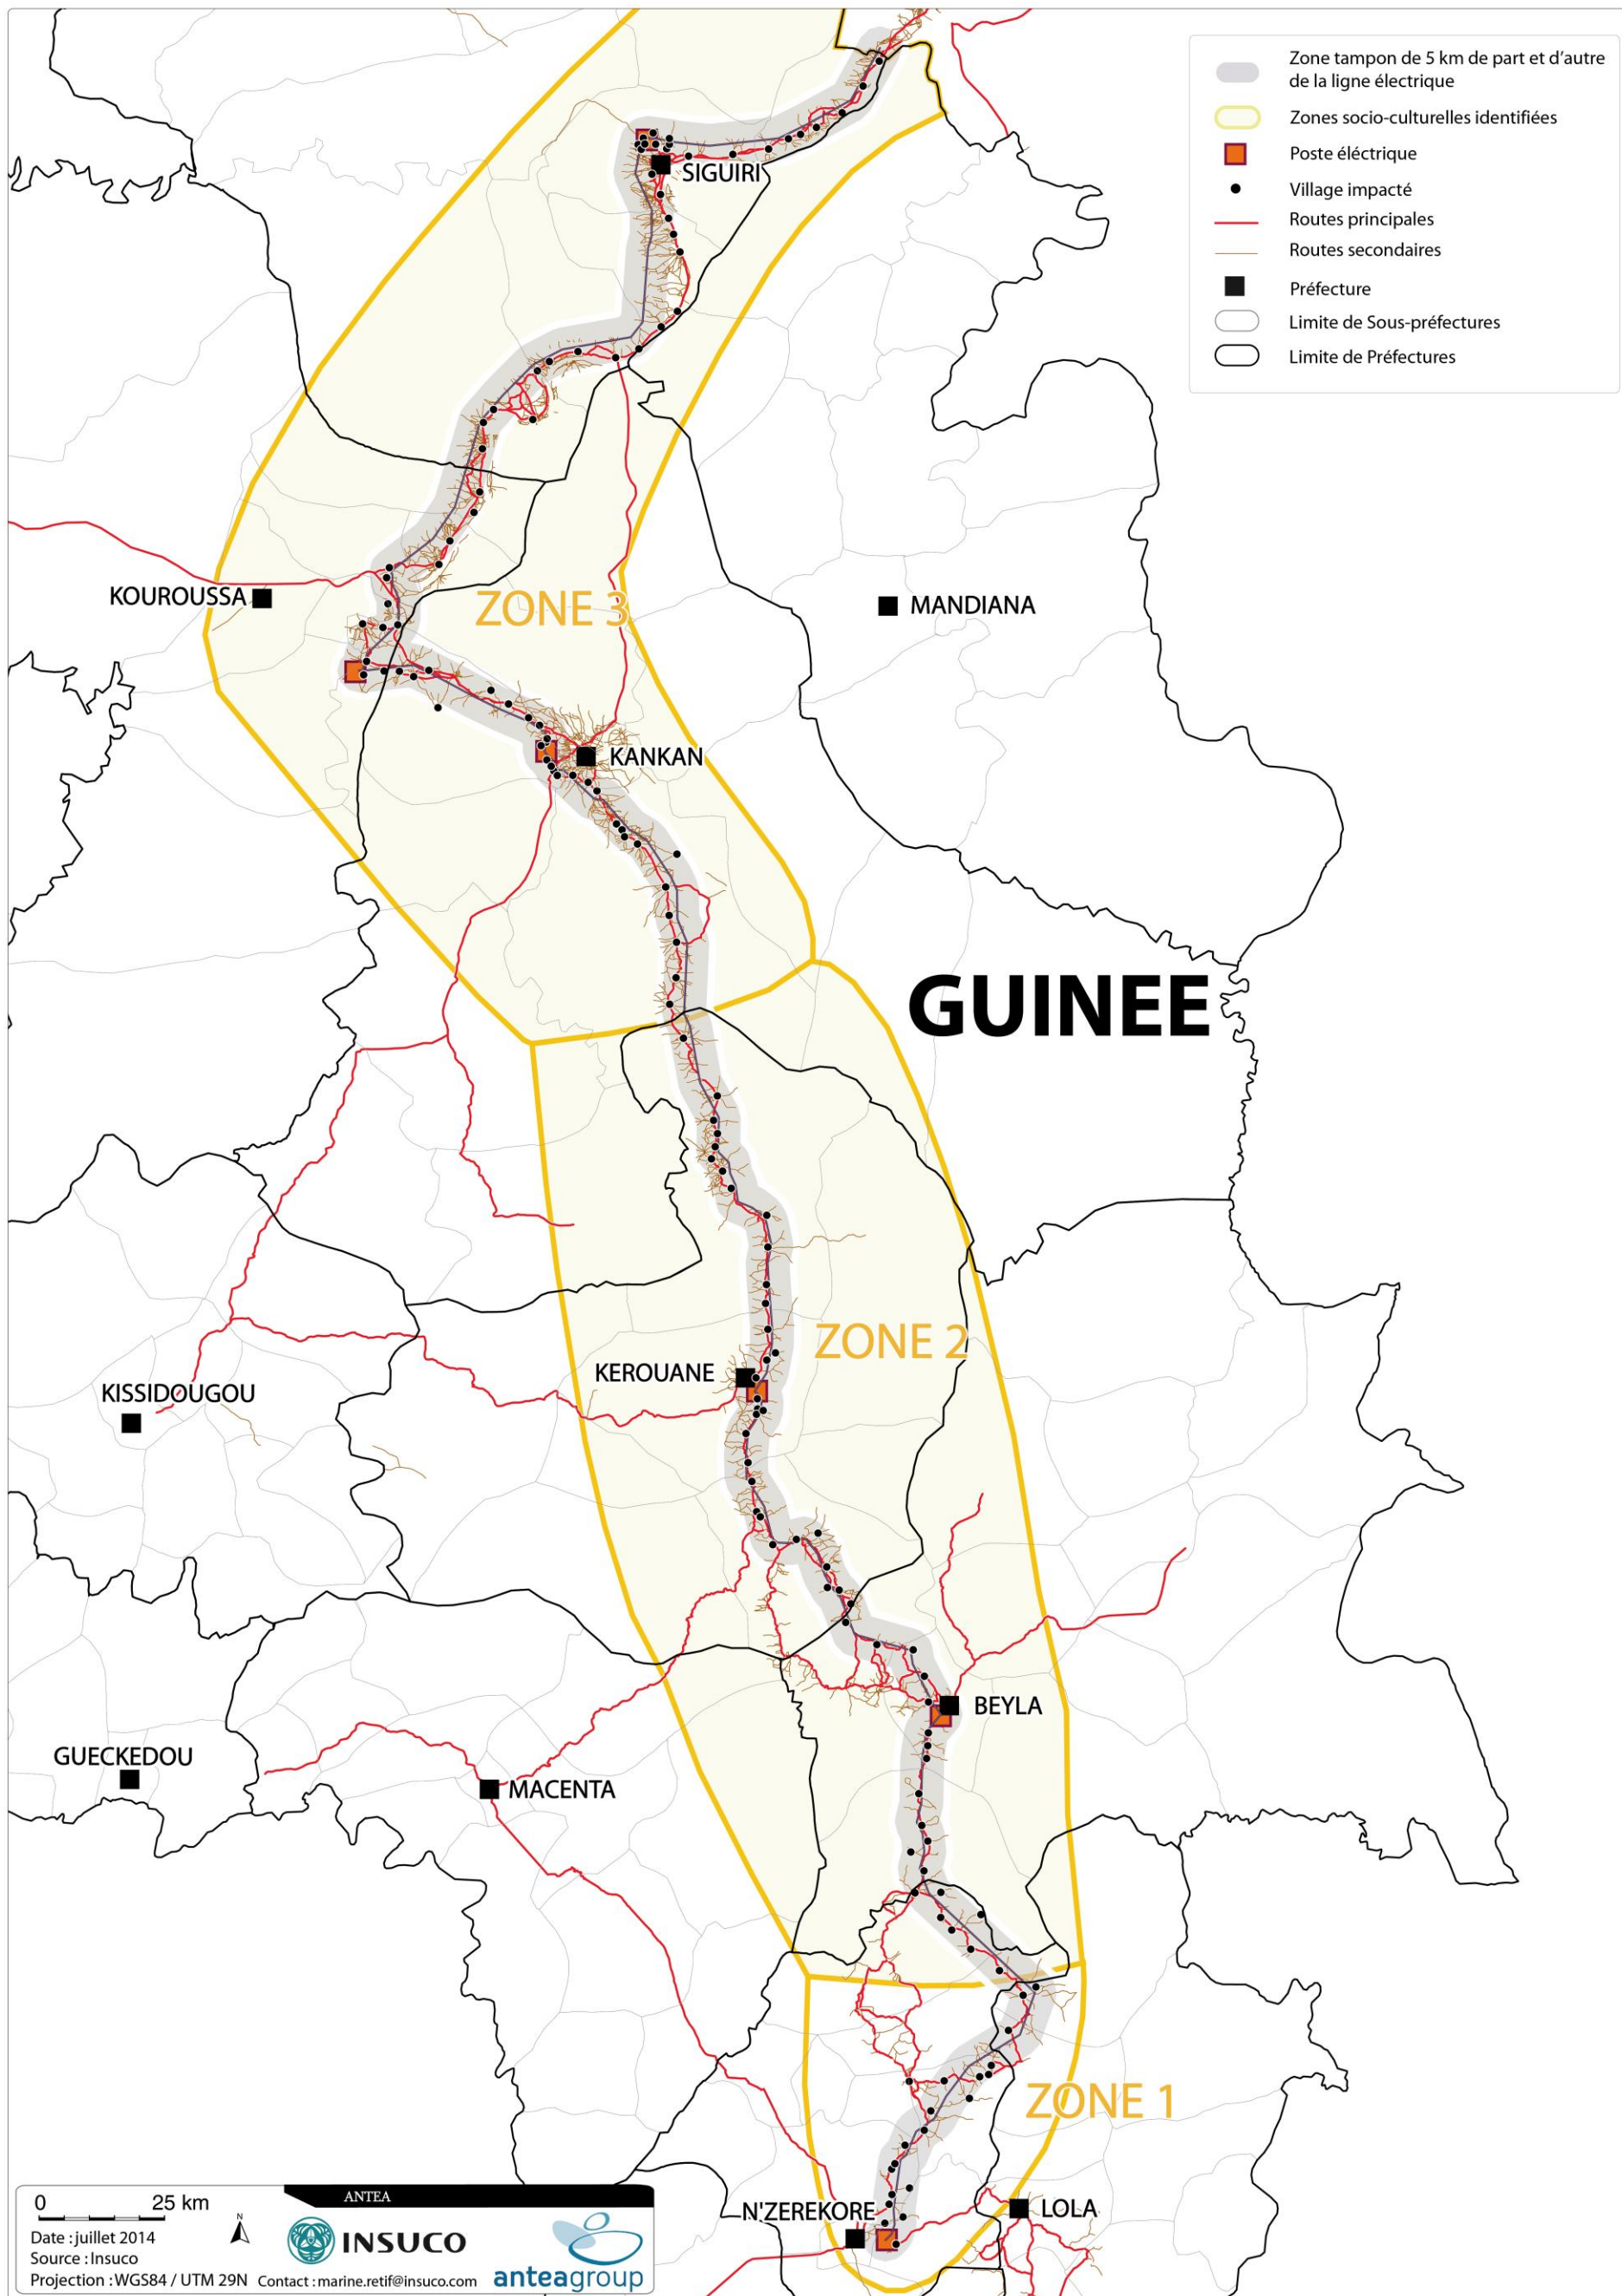 Zone tampon de 5 km de part et d'autre
de la ligne électrique
Zones socio-culturelles identifiées
Poste éléctrique
Village impacté
Routes principales
Routes secondaires
Préfecture
Limite de Sous-préfectures
Limite de Préfectures
SIGUIRI
KOUROUSSA
ZONE 3
MANDIANA
KANKAN
GUINEE
ZONE 2
KEROUANE
KISSIDOUGOU
BEYLA
GUECKEDOU
MACENTA
ZONE 1
N'ZEREKORE
LOLA
0 25 km
N
Date : juillet 2014
Source : Insuco
Projection : WGS84 / UTM 29N
Contact : marine.retif@insuco.com
ANTEA
INSUCO
anteagroup